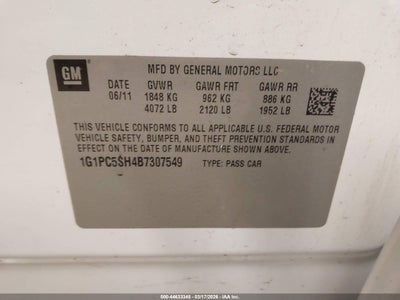 GM
MFD BY GENERAL MOTORS LLC
DATE GVWR GAWR FRT GAWR RR
06/11 1848 KG 962 KG 886 KG
4072 LB 2120 LB 1952 LB
THIS VEHICLE CONFORMS TO ALL APPLICABLE U.S. FEDERAL MOTOR
VEHICLE SAFETY, BUMPER, AND THEFT PREVENTION STANDARDS
IN EFFECT ON THE DATE OF MANUFACTURE SHOWN ABOVE.
1G1PC5SH4B7307549 TYPE: PASS CAR
000-44633345 - 03/17/2026 - IAA Inc.